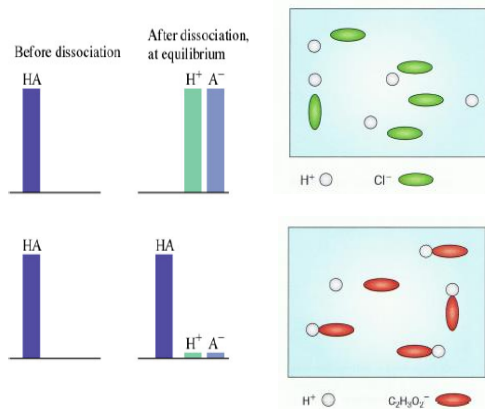 Before dissociation
After dissociation,
at equilibrium
HA
H⁺ A⁻
H⁺ Cl⁻
HA
HA
H⁺ A⁻
H⁺ C₂H₃O₂⁻